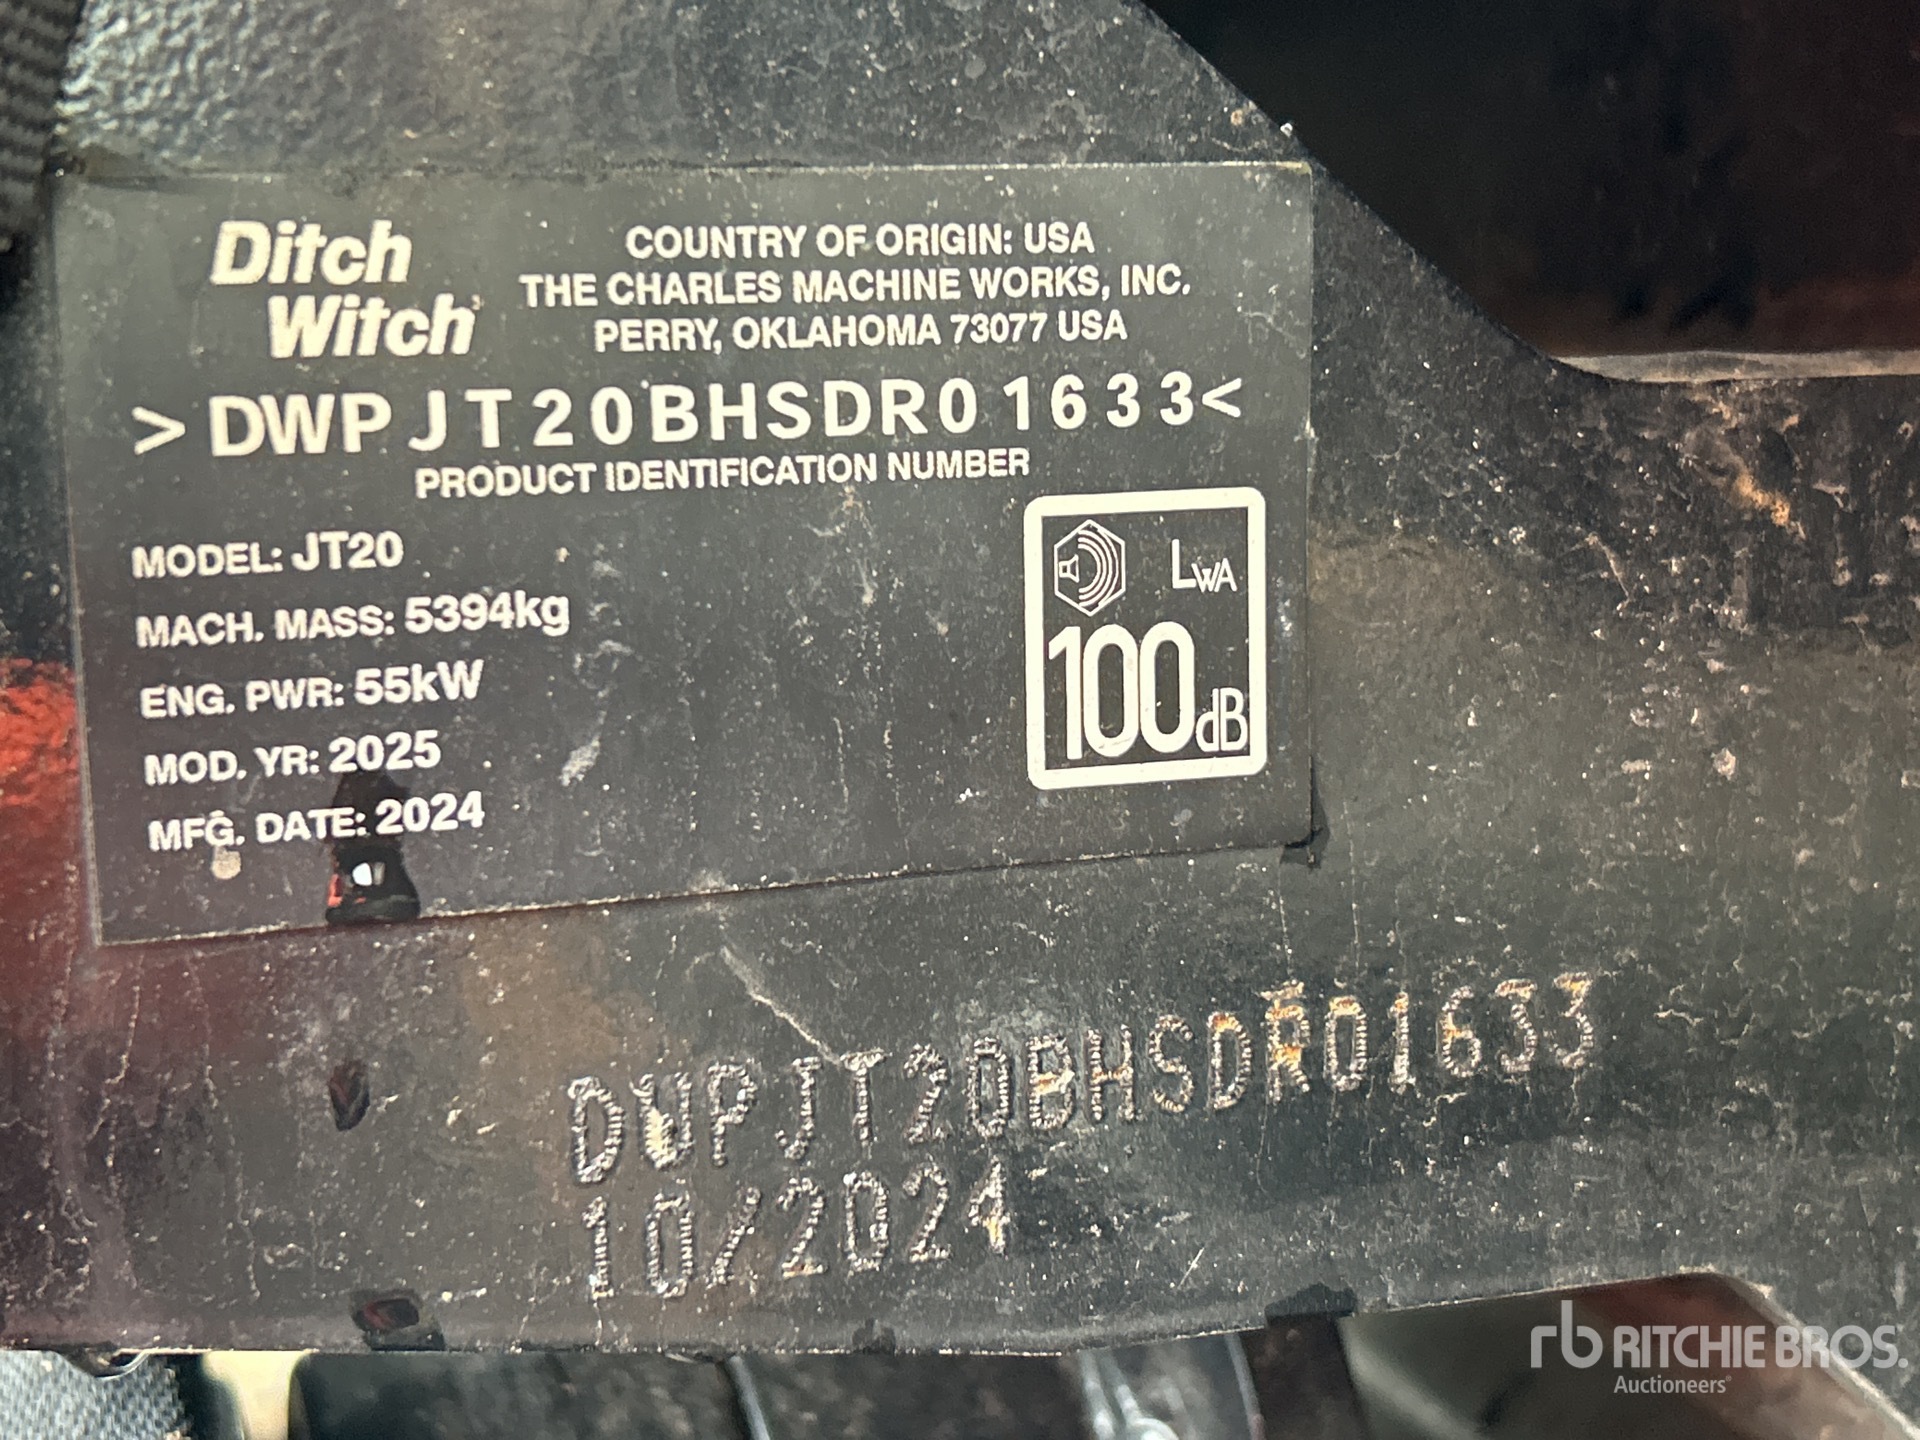 Ditch
Witch
COUNTRY OF ORIGIN: USA
THE CHARLES MACHINE WORKS, INC.
PERRY, OKLAHOMA 73077 USA
>DWPJT20BHSDR01633<
PRODUCT IDENTIFICATION NUMBER
MODEL: JT20
MACH. MASS: 5394kg
ENG. PWR: 55kW
MOD. YR: 2025
MFG. DATE: 2024
LWA
100dB
DWPJT20BHSDR01633
10/2024
rb RITCHIE BROS.
Auctioneers